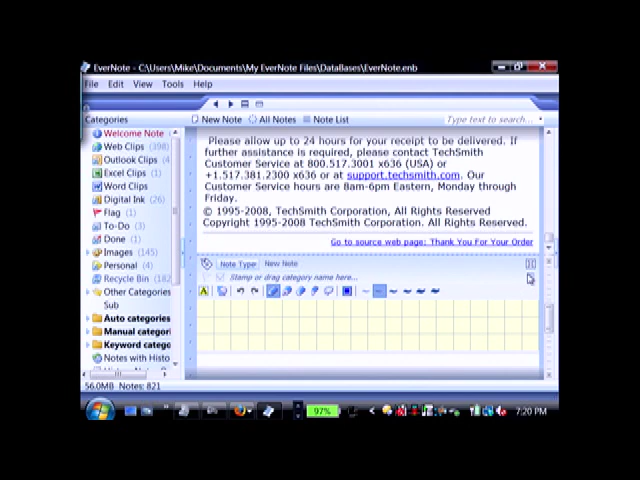 EverNote - C:\Users\Mike\Documents\My EverNote Files\DataBases\EverNote.enb
File Edit View Tools Help
Categories
New Note All Notes Note List Type text to search...
Welcome Note
Web Clips (398)
Outlook Clips
Excel Clips
Word Clips
Digital Ink (26)
Flag (1)
To-Do (3)
Done (1)
Images (145)
Personal (4)
Recycle Bin (182
Other Categories
Sub
Auto categori
Manual categori
Keyword catego
Notes with Histo
Please allow up to 24 hours for your receipt to be delivered. If
further assistance is required, please contact TechSmith
Customer Service at 800.517.3001 x636 (USA) or
+1.517.381.2300 x636 or at support.techsmith.com. Our
Customer Service hours are 8am-6pm Eastern, Monday through
Friday.
© 1995-2008, TechSmith Corporation, All Rights Reserved
Copyright 1995-2008 TechSmith Corporation. All Rights Reserved.
Go to source web page: Thank You For Your Order
Note Type New Note
Stamp or drag category name here...
A
56.0MB Notes: 821
97%
7:20 PM